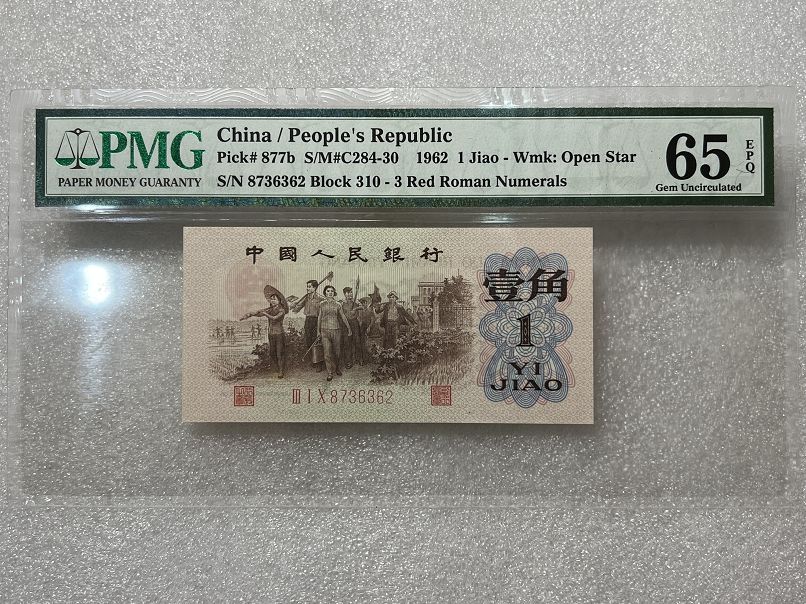 PMG
PAPER MONEY GUARANTY
China / People's Republic
Pick# 877b S/M#C284-30 1962 1 Jiao - Wmk: Open Star
S/N 8736362 Block 310 - 3 Red Roman Numerals
65
EPQ
Gem Uncirculated
中國人民銀行
壹角
1
YI
JIAO
III I X 8736362